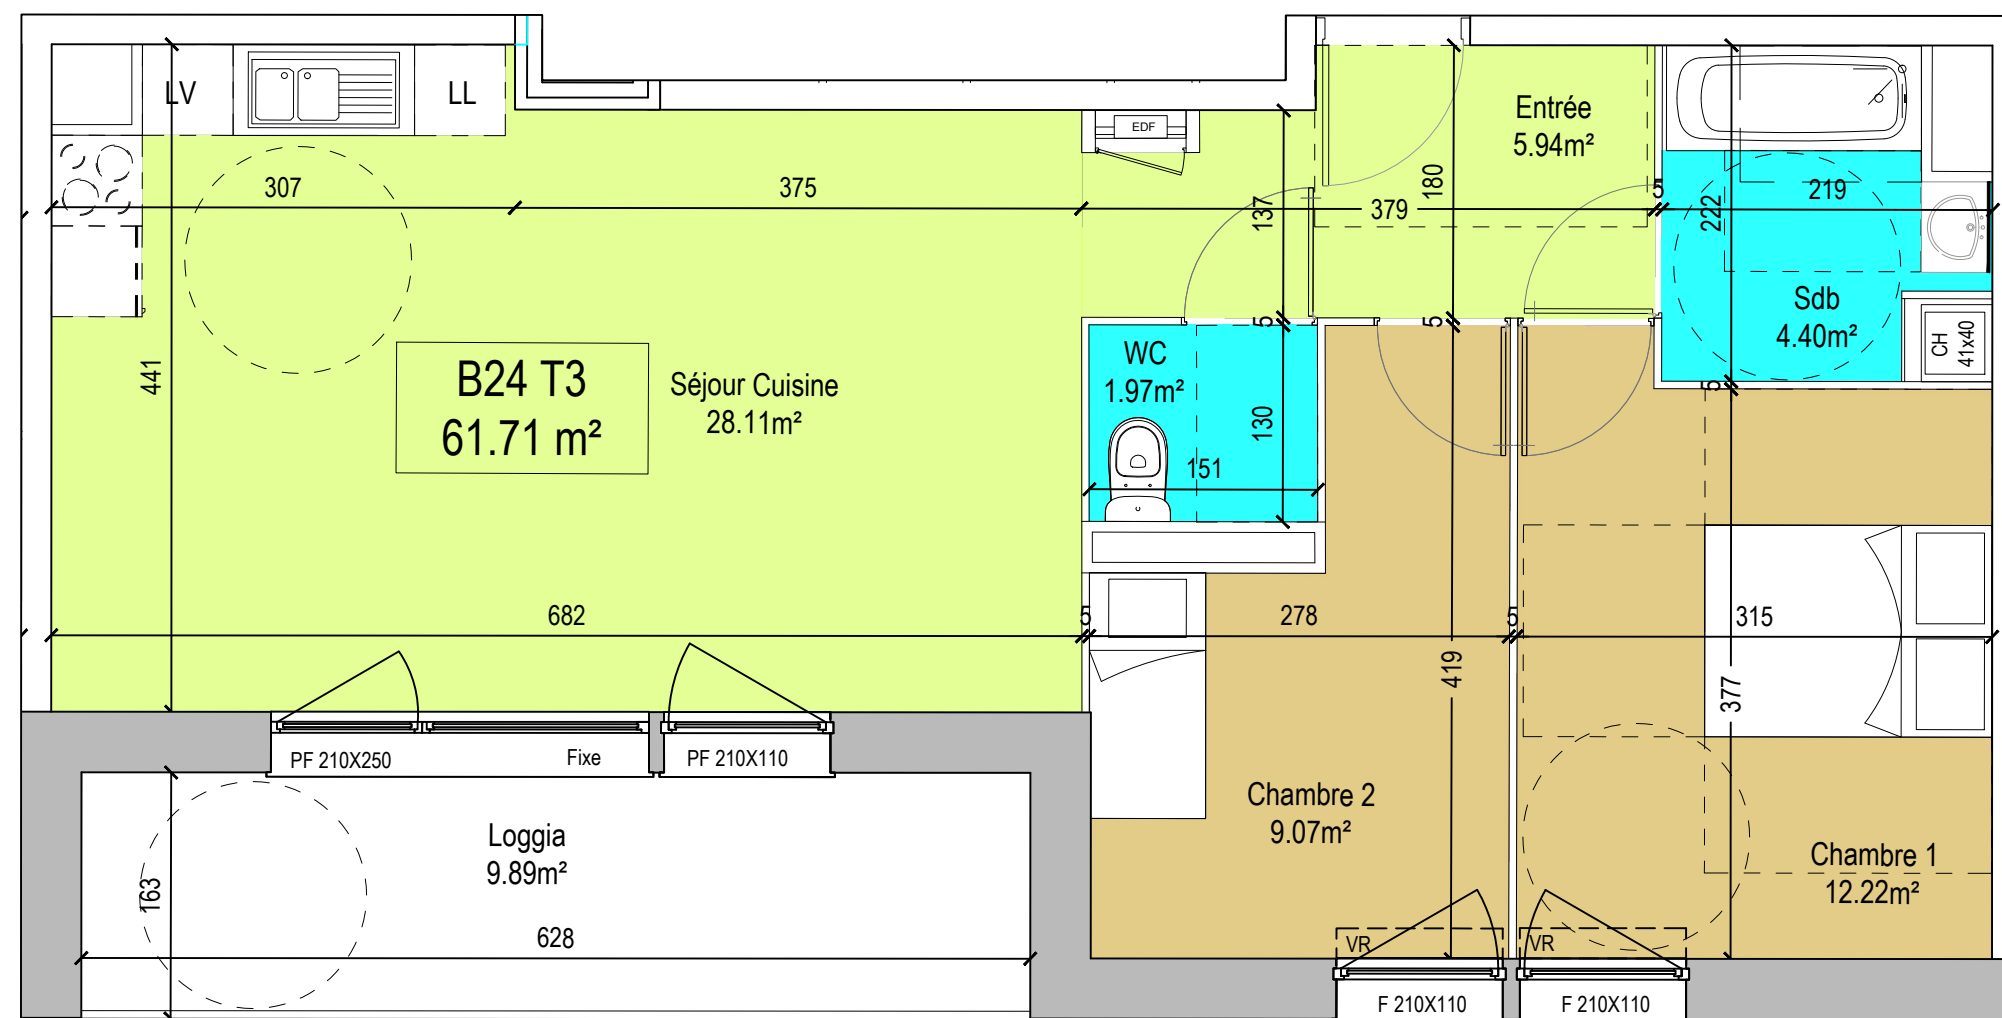 LV
LL
EDF
Entrée
5.94m²
307
375
379
180
137
5
219
222
Sdb
4.40m²
CH
41x40
5
5
5
B24 T3
61.71 m²
441
Séjour Cuisine
28.11m²
WC
1.97m²
130
151
682
5
278
5
315
419
377
PF 210X250
Fixe
PF 210X110
Loggia
9.89m²
163
628
Chambre 2
9.07m²
Chambre 1
12.22m²
VR
VR
F 210X110
F 210X110